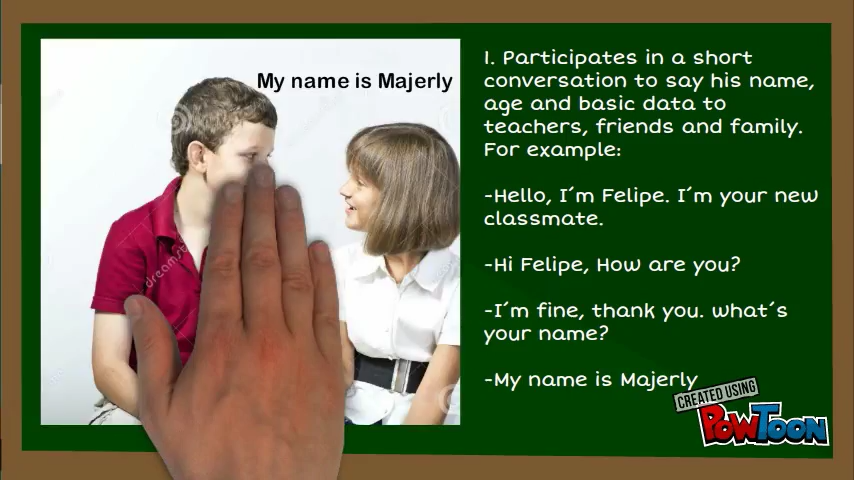 My name is Majerly
1. Participates in a short
conversation to say his name,
age and basic data to
teachers, friends and family.
For example:
-Hello, I´m Felipe. I´m your new
classmate.
-Hi Felipe, How are you?
-I´m fine, thank you. What´s
your name?
-My name is Majerly
CREATED USING
POWTOON